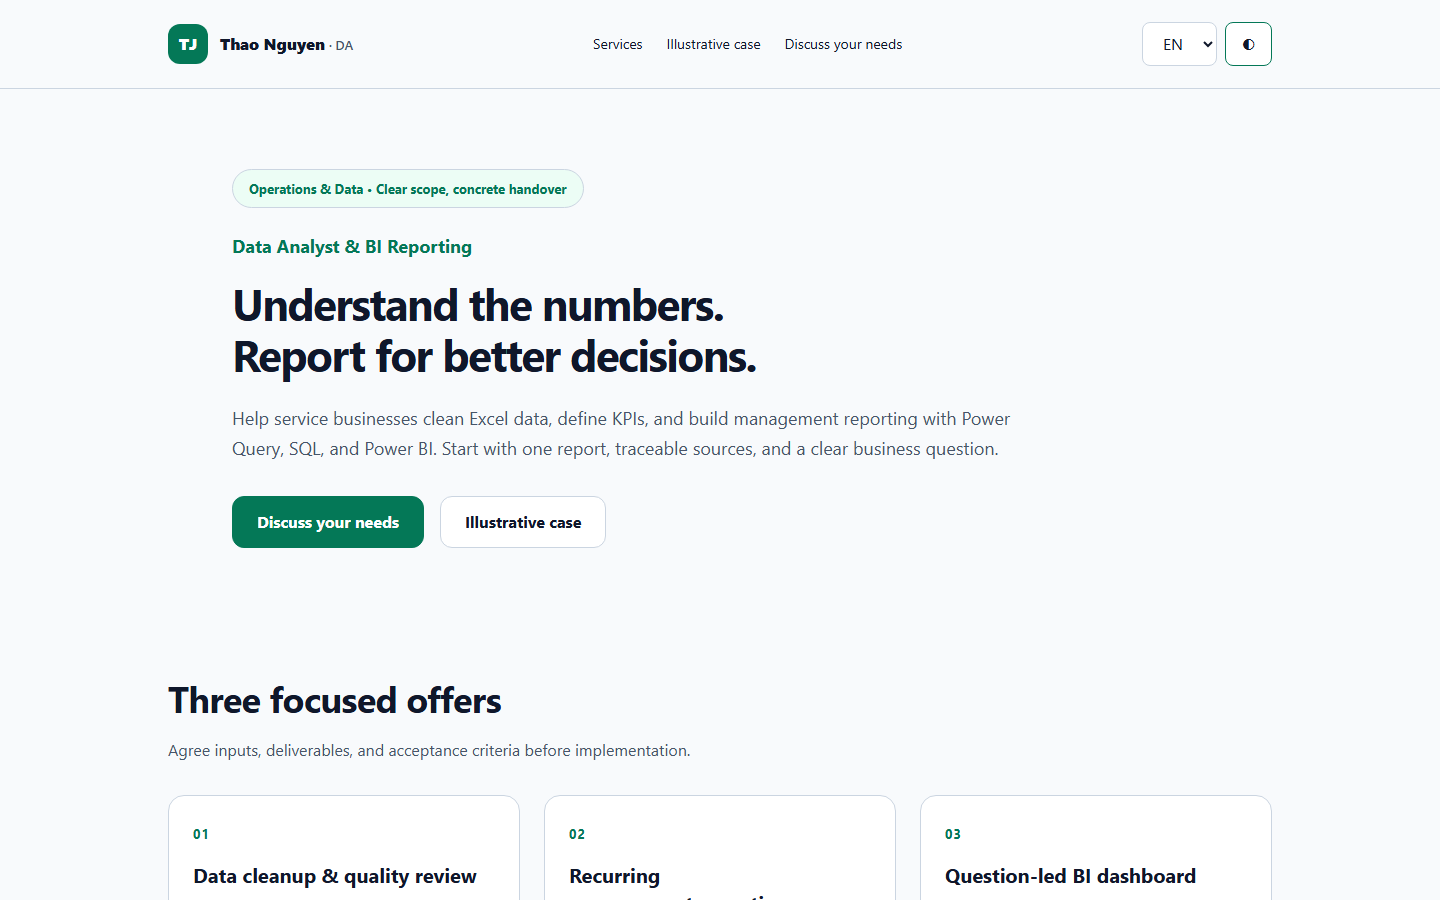 TJ
Thao Nguyen · DA
Services
Illustrative case
Discuss your needs
EN
Operations & Data • Clear scope, concrete handover
Data Analyst & BI Reporting
Understand the numbers.
Report for better decisions.
Help service businesses clean Excel data, define KPIs, and build management reporting with Power
Query, SQL, and Power BI. Start with one report, traceable sources, and a clear business question.
Discuss your needs
Illustrative case
Three focused offers
Agree inputs, deliverables, and acceptance criteria before implementation.
01
Data cleanup & quality review
02
Recurring
03
Question-led BI dashboard